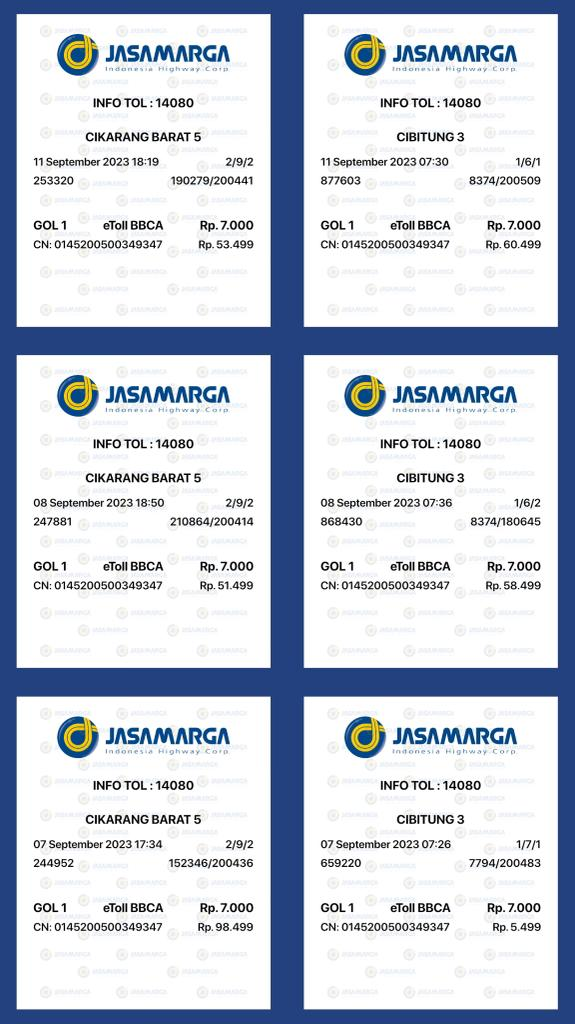 JASAMARGA
Indonesia Highway Corp.
INFO TOL : 14080
CIKARANG BARAT 5
11 September 2023 18:19 2/9/2
253320 190279/200441
GOL 1 eToll BBCA Rp. 7.000
CN: 0145200500349347 Rp. 53.499
JASAMARGA
Indonesia Highway Corp.
INFO TOL : 14080
CIBITUNG 3
11 September 2023 07:30 1/6/1
877603 8374/200509
GOL 1 eToll BBCA Rp. 7.000
CN: 0145200500349347 Rp. 60.499
JASAMARGA
Indonesia Highway Corp.
INFO TOL : 14080
CIKARANG BARAT 5
08 September 2023 18:50 2/9/2
247881 210864/200414
GOL 1 eToll BBCA Rp. 7.000
CN: 0145200500349347 Rp. 51.499
JASAMARGA
Indonesia Highway Corp.
INFO TOL : 14080
CIBITUNG 3
08 September 2023 07:36 1/6/2
868430 8374/180645
GOL 1 eToll BBCA Rp. 7.000
CN: 0145200500349347 Rp. 58.499
JASAMARGA
Indonesia Highway Corp.
INFO TOL : 14080
CIKARANG BARAT 5
07 September 2023 17:34 2/9/2
244952 152346/200436
GOL 1 eToll BBCA Rp. 7.000
CN: 0145200500349347 Rp. 98.499
JASAMARGA
Indonesia Highway Corp.
INFO TOL : 14080
CIBITUNG 3
07 September 2023 07:26 1/7/1
659220 7794/200483
GOL 1 eToll BBCA Rp. 7.000
CN: 0145200500349347 Rp. 5.499